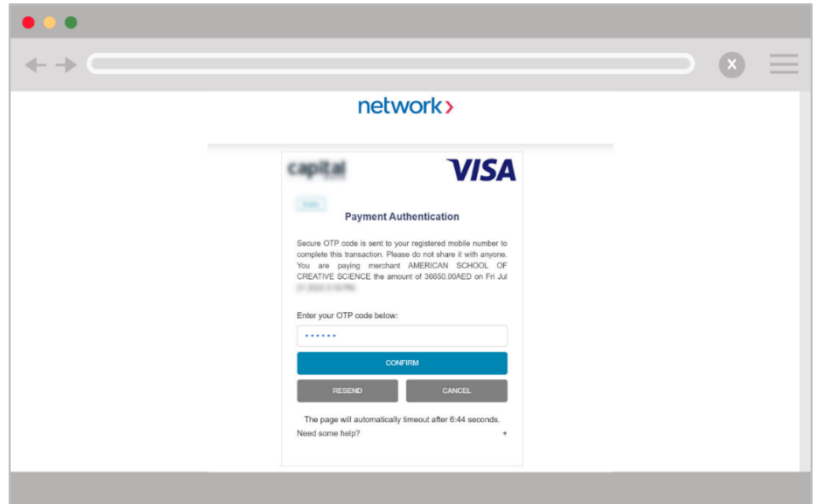 x
network
capital
VISA
Payment Authentication
Secure OTP code is sent to your registered mobile number to
complete this transaction. Please do not share it with anyone.
You are paying merchant AMERICAN SCHOOL OF
CREATIVE SCIENCE the amount of 36650.00AED on Fri Jul
Enter your OTP code below:
CONFIRM
RESEND CANCEL
The page will automatically timeout after 6:44 seconds.
Need some help? +